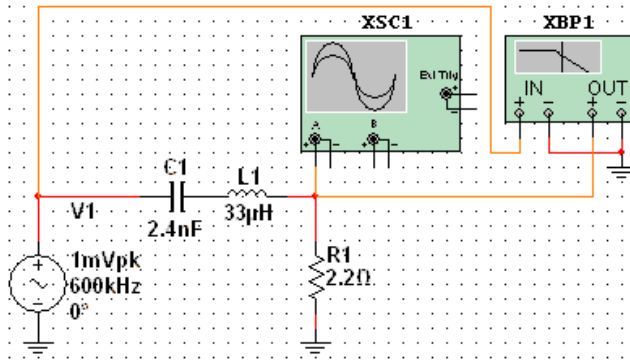 XSC1
XBP1
Ext Trig
+
-
IN
OUT
+ - + -
A
B
+ - + -
C1
L1
V1
2.4nF
33µH
1mVpk
600kHz
0°
+
-
R1
2.2Ω